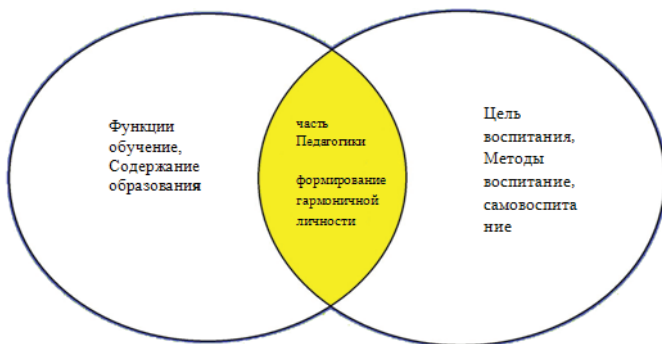 Функции
обучение,
Содержание
образования
часть
Педагогики
формирование
гармоничной
личности
Цель
воспитания,
Методы
воспитание,
самовоспита
ние